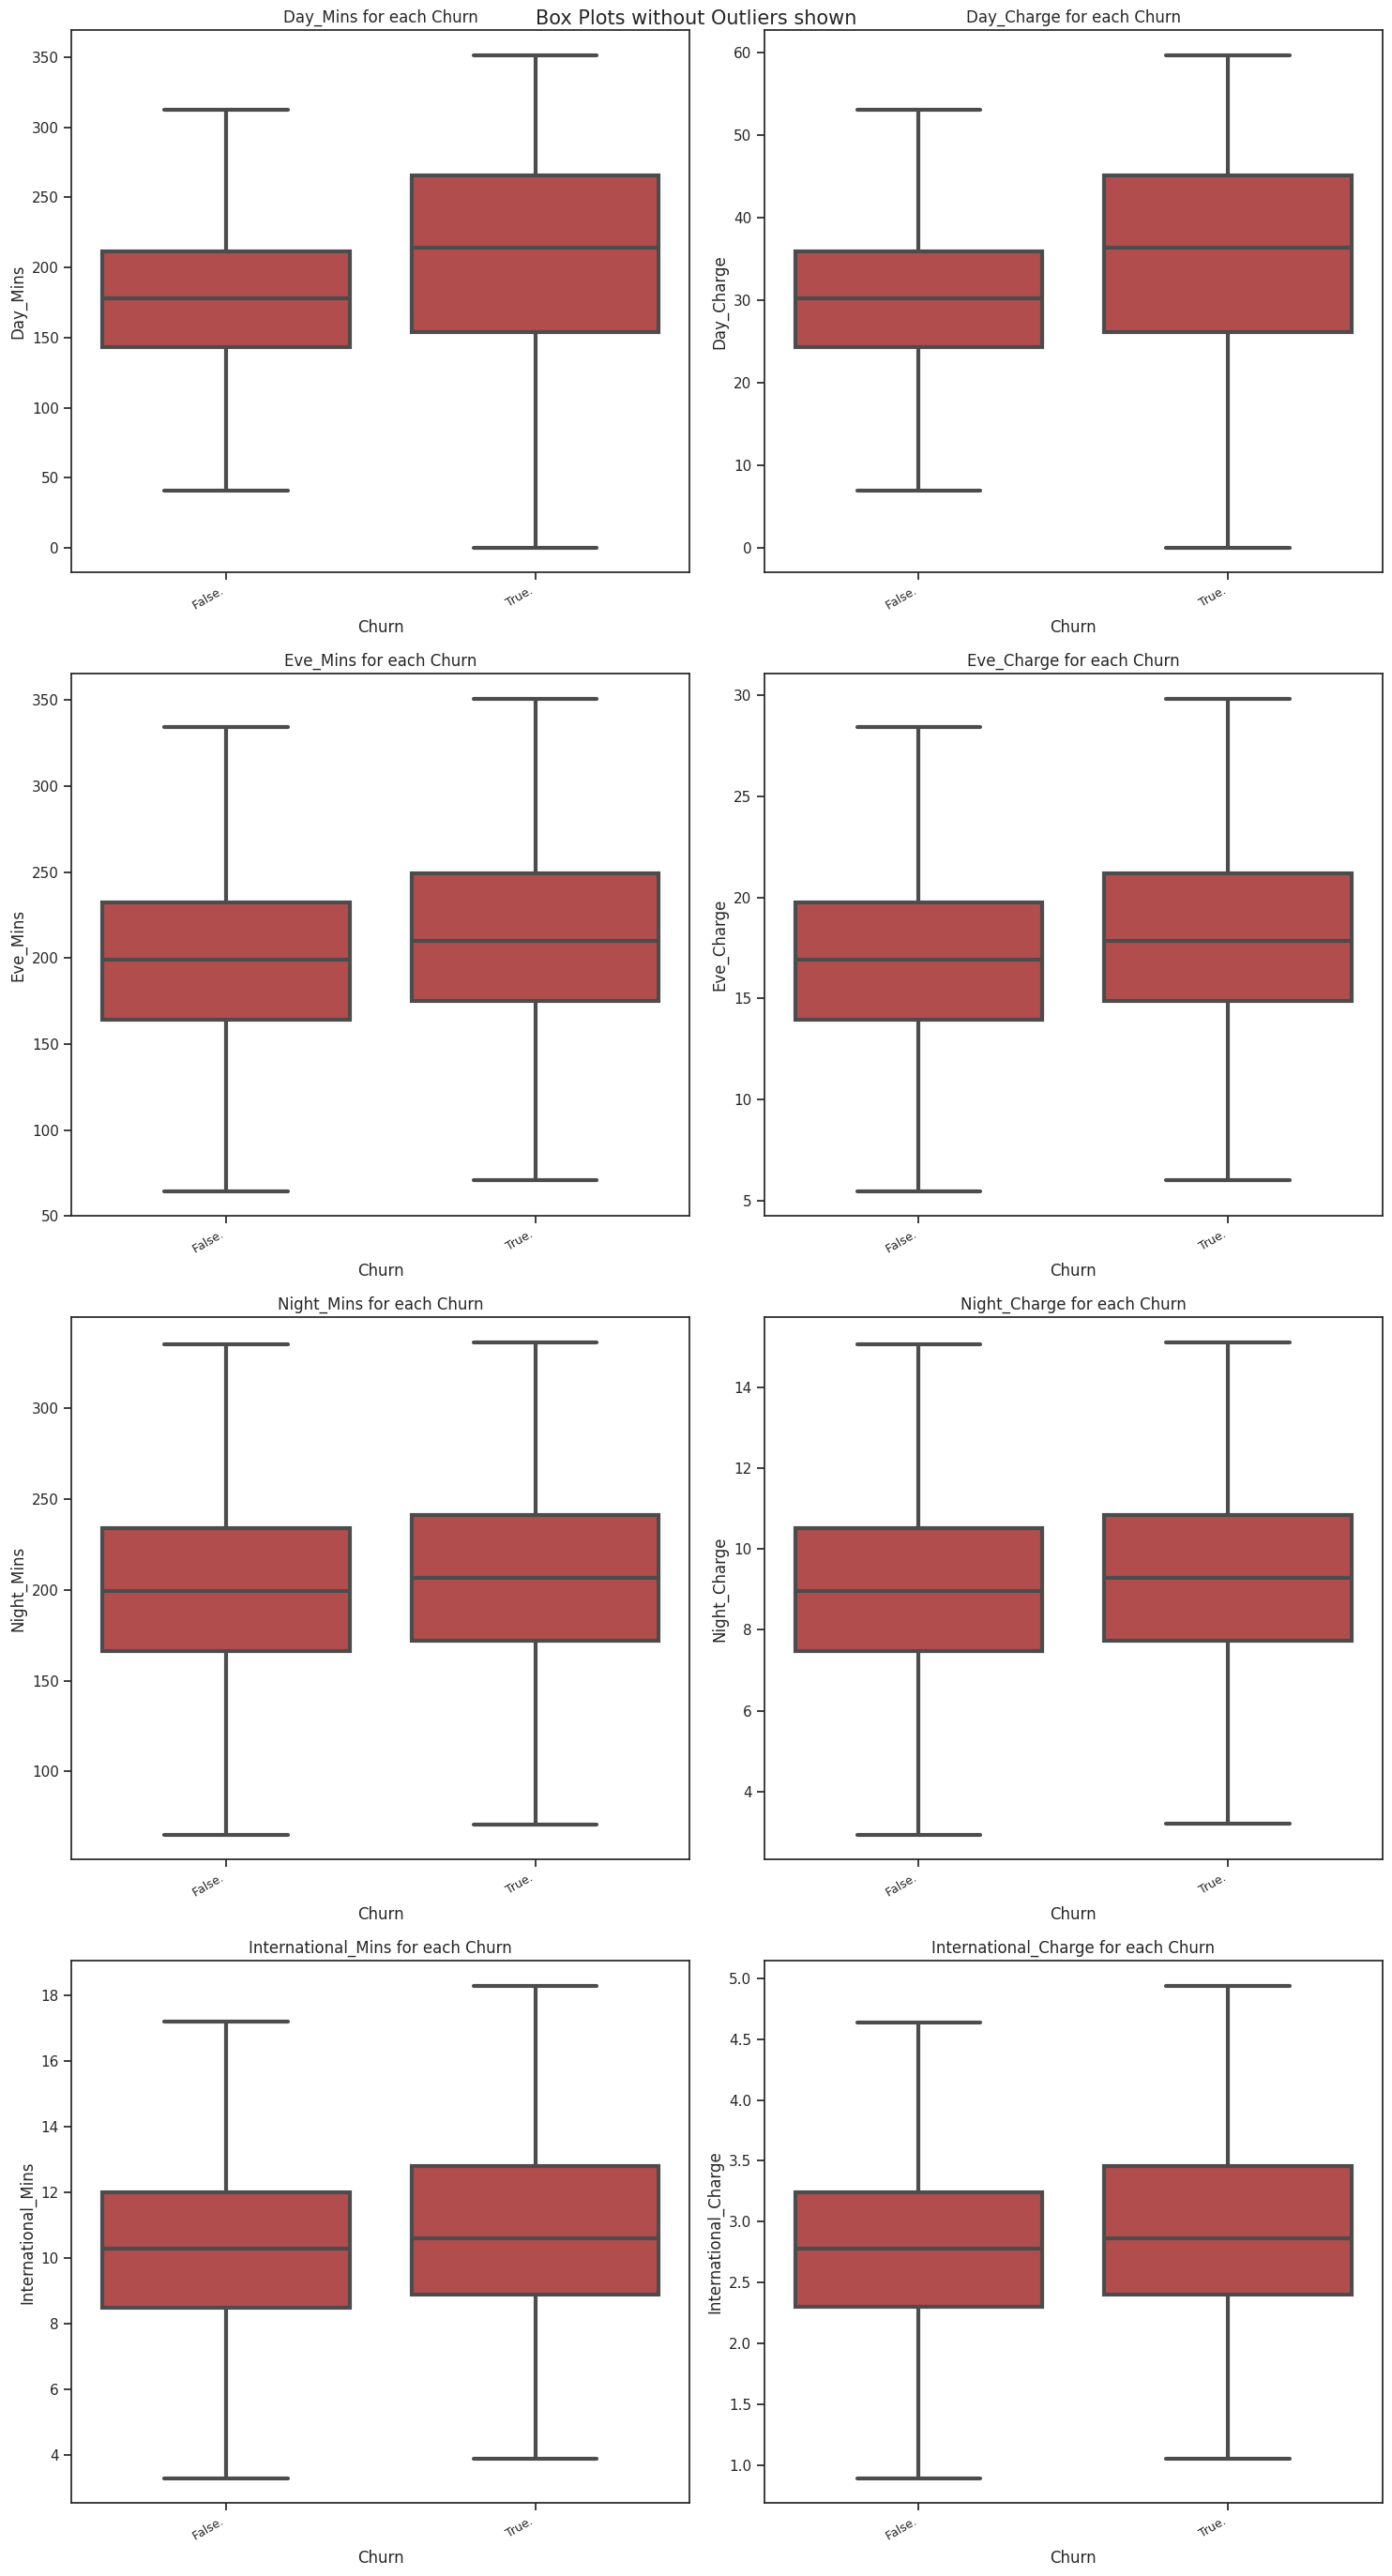 Box Plots without Outliers shown
Day_Mins for each Churn
350
300
250
200
150
100
50
0
Day_Mins
False.
True.
Churn
Day_Charge for each Churn
60
50
40
30
20
10
0
Day_Charge
False.
True.
Churn
Eve_Mins for each Churn
350
300
250
200
150
100
50
Eve_Mins
False.
True.
Churn
Eve_Charge for each Churn
30
25
20
15
10
5
Eve_Charge
False.
True.
Churn
Night_Mins for each Churn
300
250
200
150
100
Night_Mins
False.
True.
Churn
Night_Charge for each Churn
14
12
10
8
6
4
Night_Charge
False.
True.
Churn
International_Mins for each Churn
18
16
14
12
10
8
6
4
International_Mins
False.
True.
Churn
International_Charge for each Churn
5.0
4.5
4.0
3.5
3.0
2.5
2.0
1.5
1.0
International_Charge
False.
True.
Churn